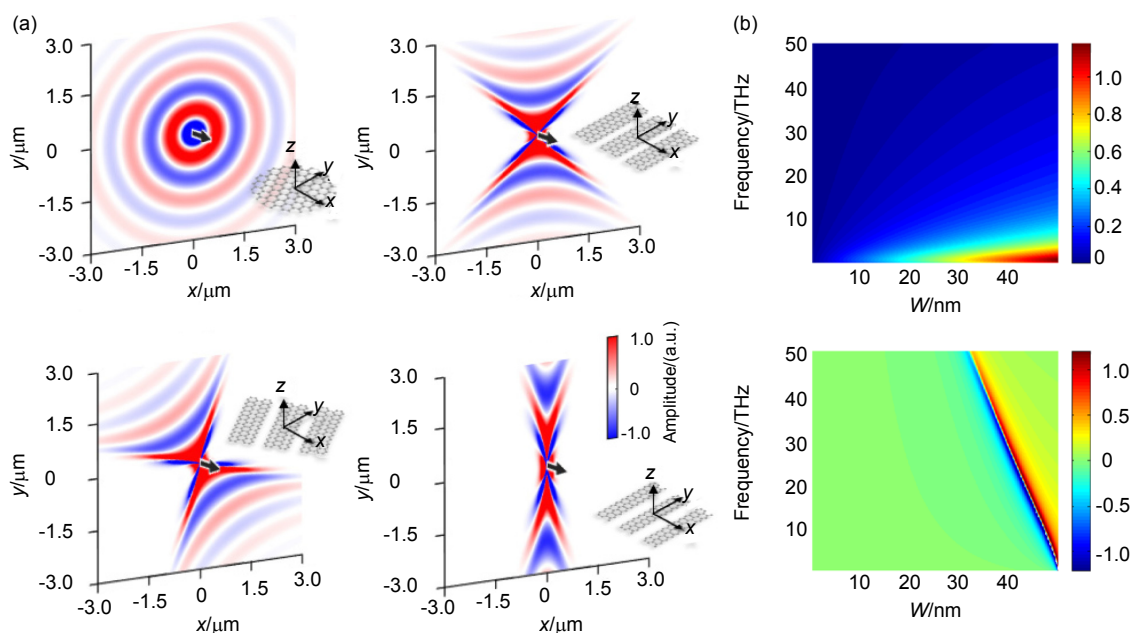 (a)
3.0
1.5
0
-1.5
-3.0
y/μm
-3.0 -1.5 0 1.5 3.0
x/μm
z
y
x
3.0
1.5
0
-1.5
-3.0
y/μm
-3.0 -1.5 0 1.5 3.0
x/μm
z
y
x
(b)
50
40
30
20
10
Frequency/THz
10 20 30 40
W/nm
1.0
0.8
0.6
0.4
0.2
0
3.0
1.5
0
-1.5
-3.0
y/μm
-3.0 -1.5 0 1.5 3.0
x/μm
z
y
x
3.0
1.5
0
-1.5
-3.0
y/μm
-3.0 -1.5 0 1.5 3.0
x/μm
1.0
0
-1.0
Amplitude/(a.u.)
z
y
x
50
40
30
20
10
Frequency/THz
10 20 30 40
W/nm
1.0
0.5
0
-0.5
-1.0